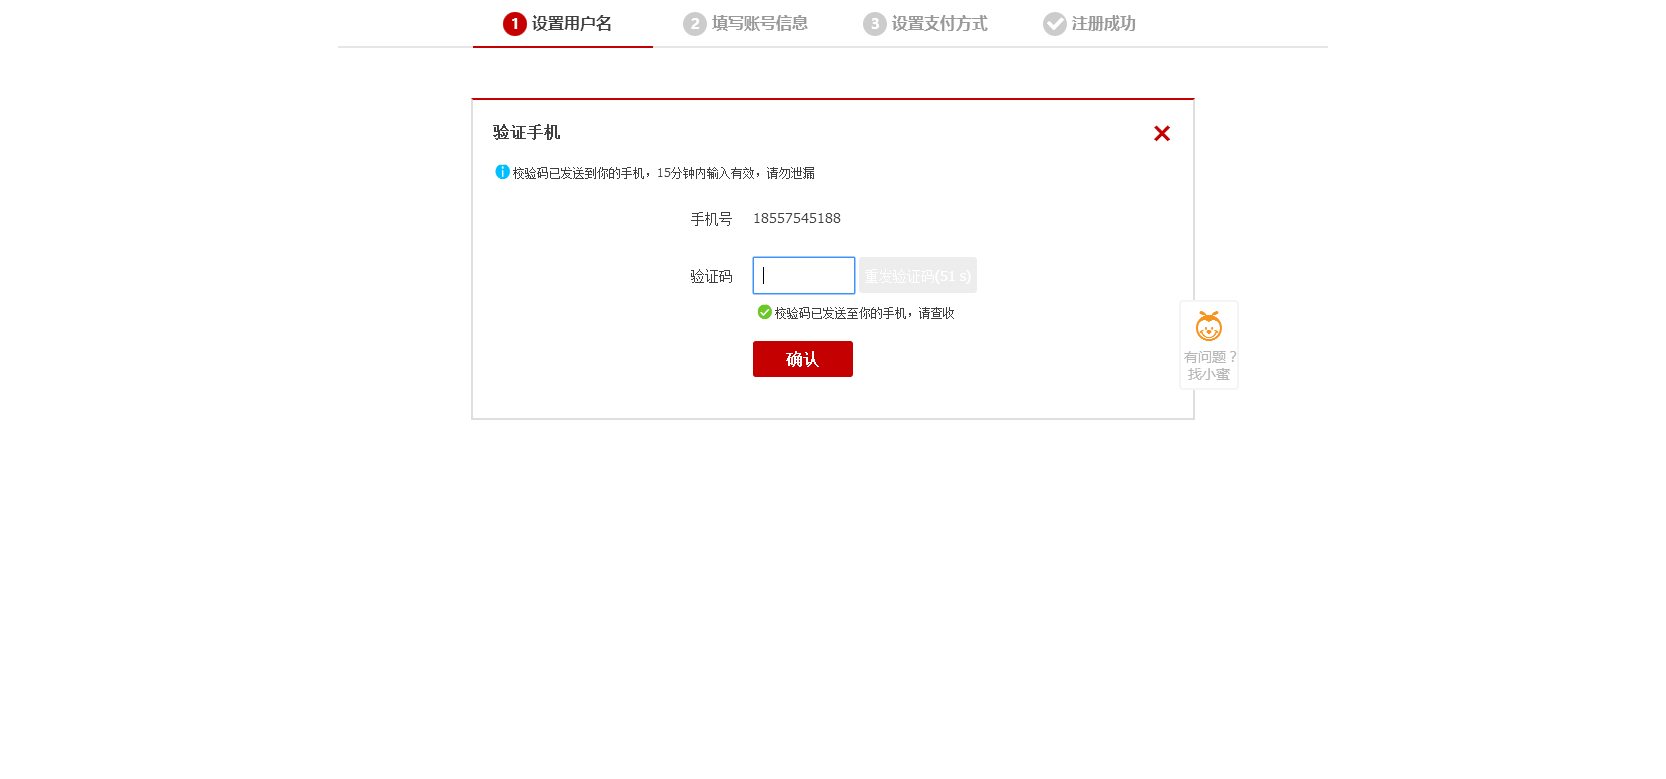 1 设置用户名 2 填写账号信息 3 设置支付方式 注册成功
验证手机
校验码已发送到你的手机，15分钟内输入有效，请勿泄漏
手机号 18557545188
验证码 重发验证码(51 s)
校验码已发送至你的手机，请查收
确认
有问题？
找小蜜